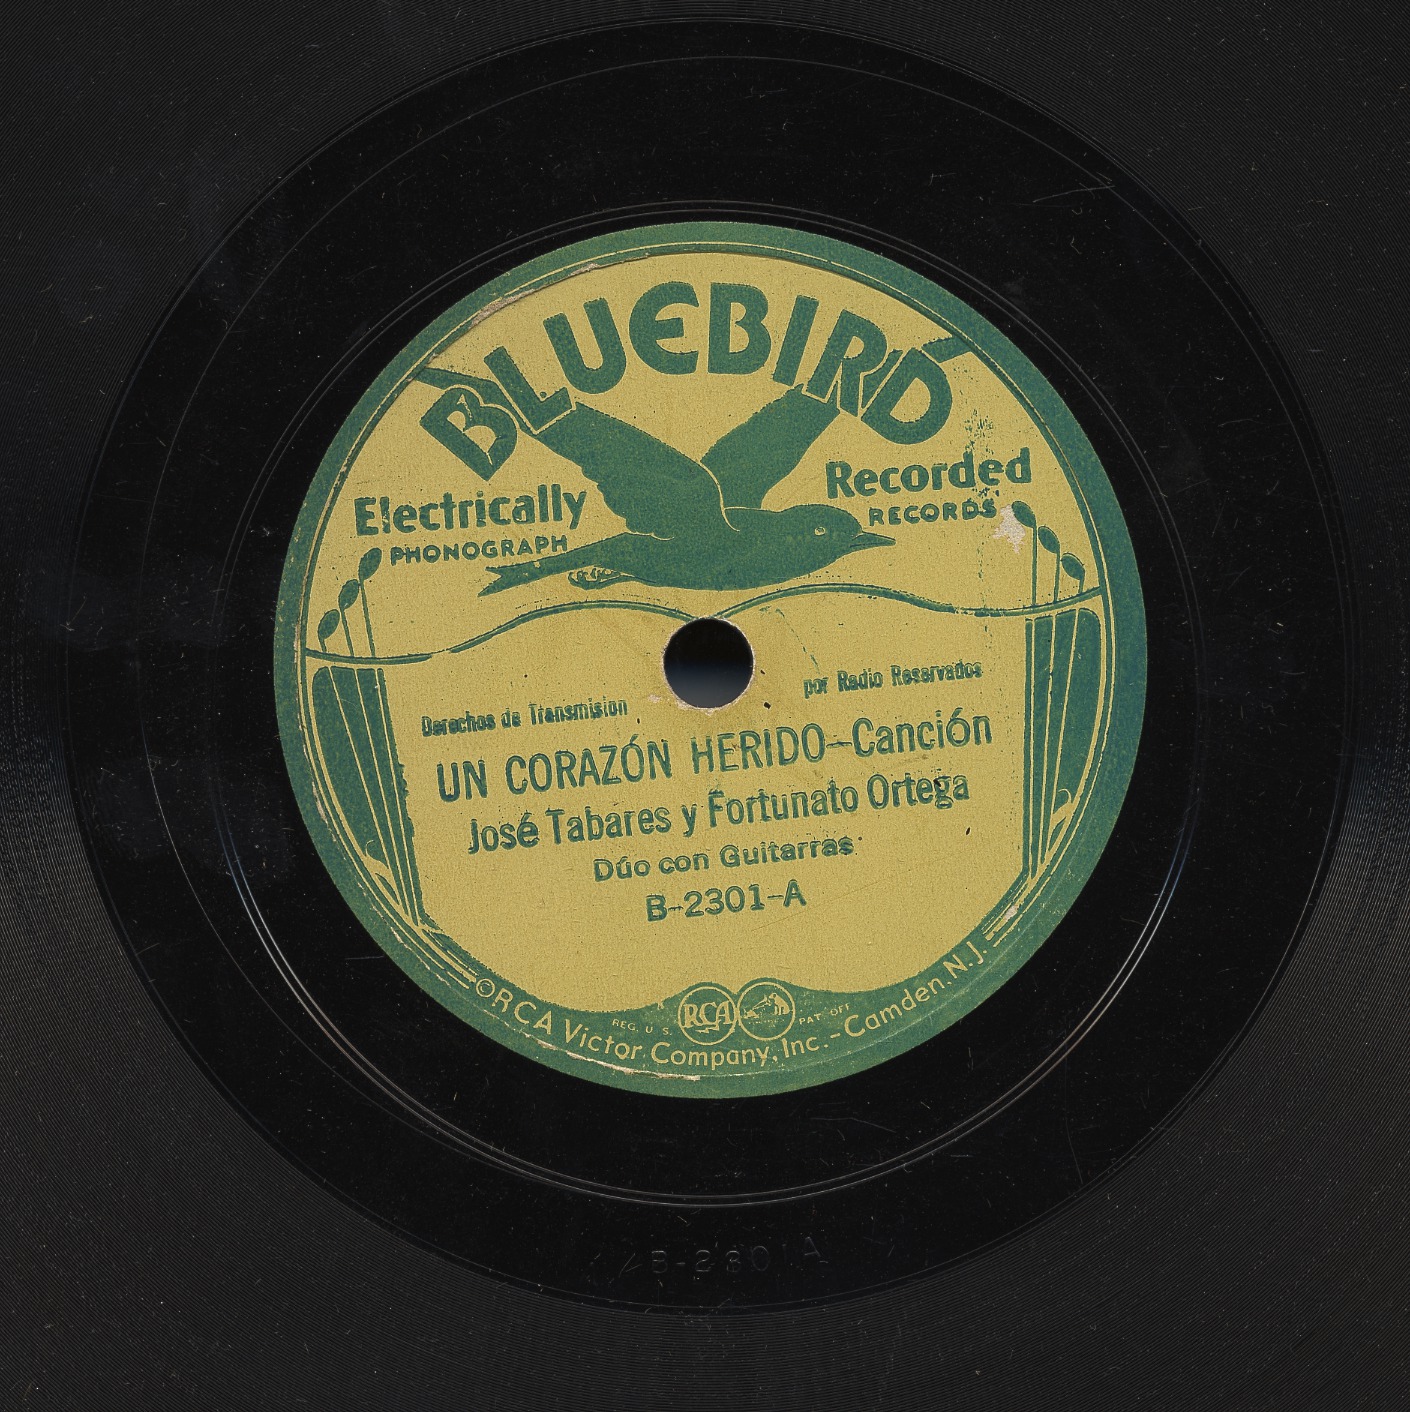 BLUEBIRD
Electrically Recorded
PHONOGRAPH RECORDS
Derechos de Transmision por Radio Reservados
UN CORAZÓN HERIDO—Canción
José Tabares y Fortunato Ortega
Dúo con Guitarras
B-2301-A
REG. U. S. RCA PAT. OFF
©RCA Victor Company, Inc.-Camden, N.J.
B-2301A